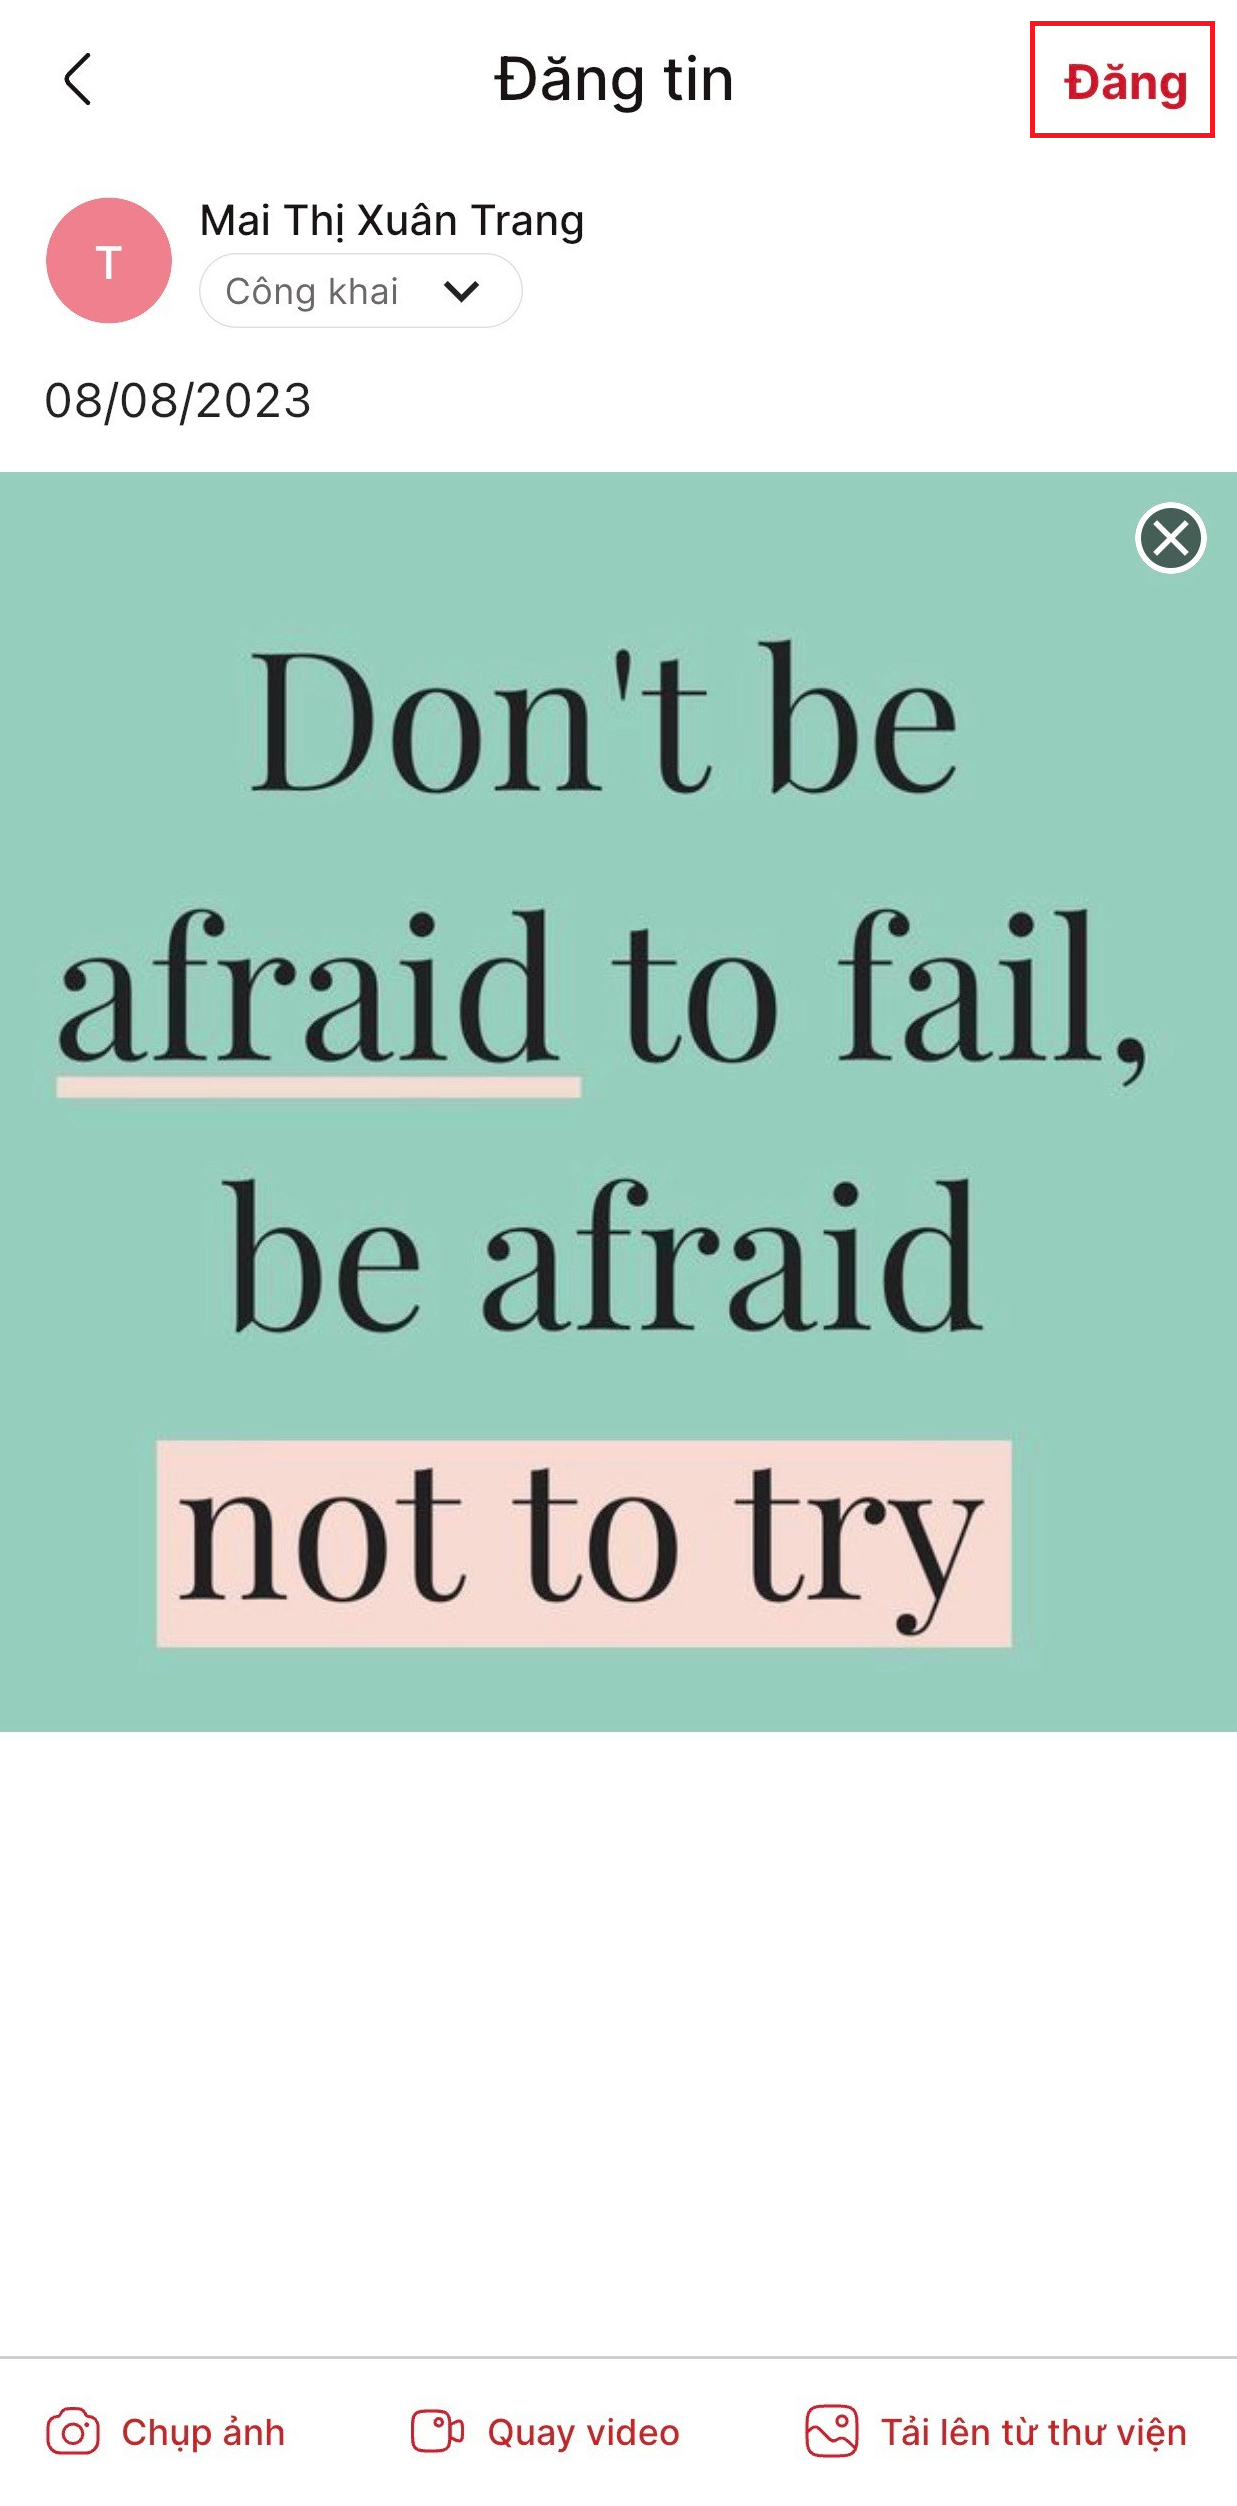 Đăng tin
Đăng
T
Mai Thị Xuân Trang
Công khai
08/08/2023
Don't be
afraid to fail,
be afraid
not to try
Chụp ảnh
Quay video
Tải lên từ thư viện